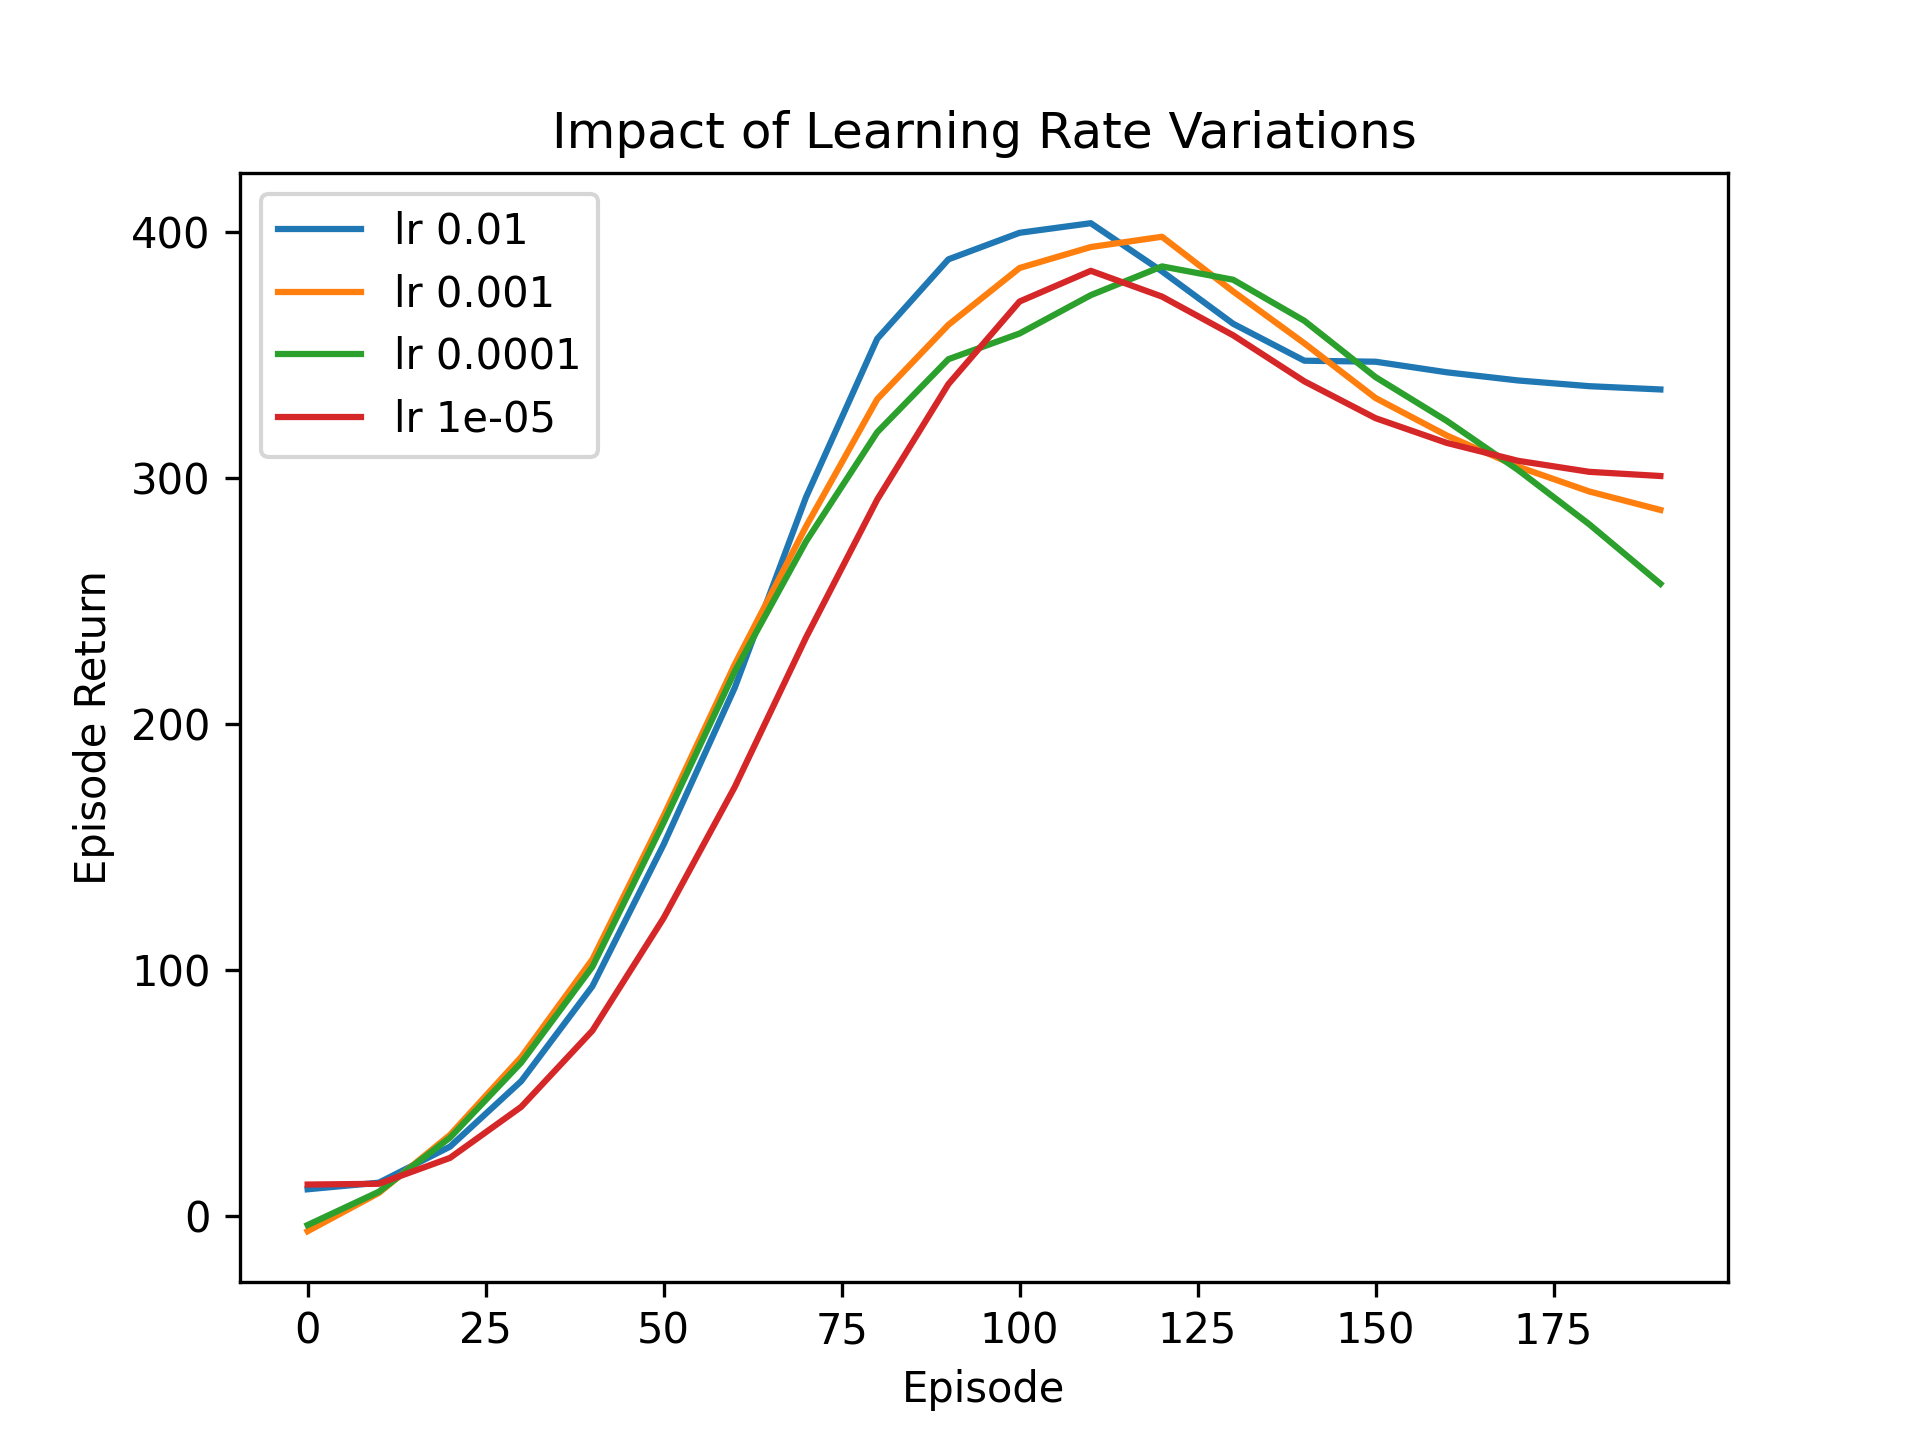 Impact of Learning Rate Variations
lr 0.01
lr 0.001
lr 0.0001
lr 1e-05
400
300
200
100
0
Episode Return
0 25 50 75 100 125 150 175
Episode